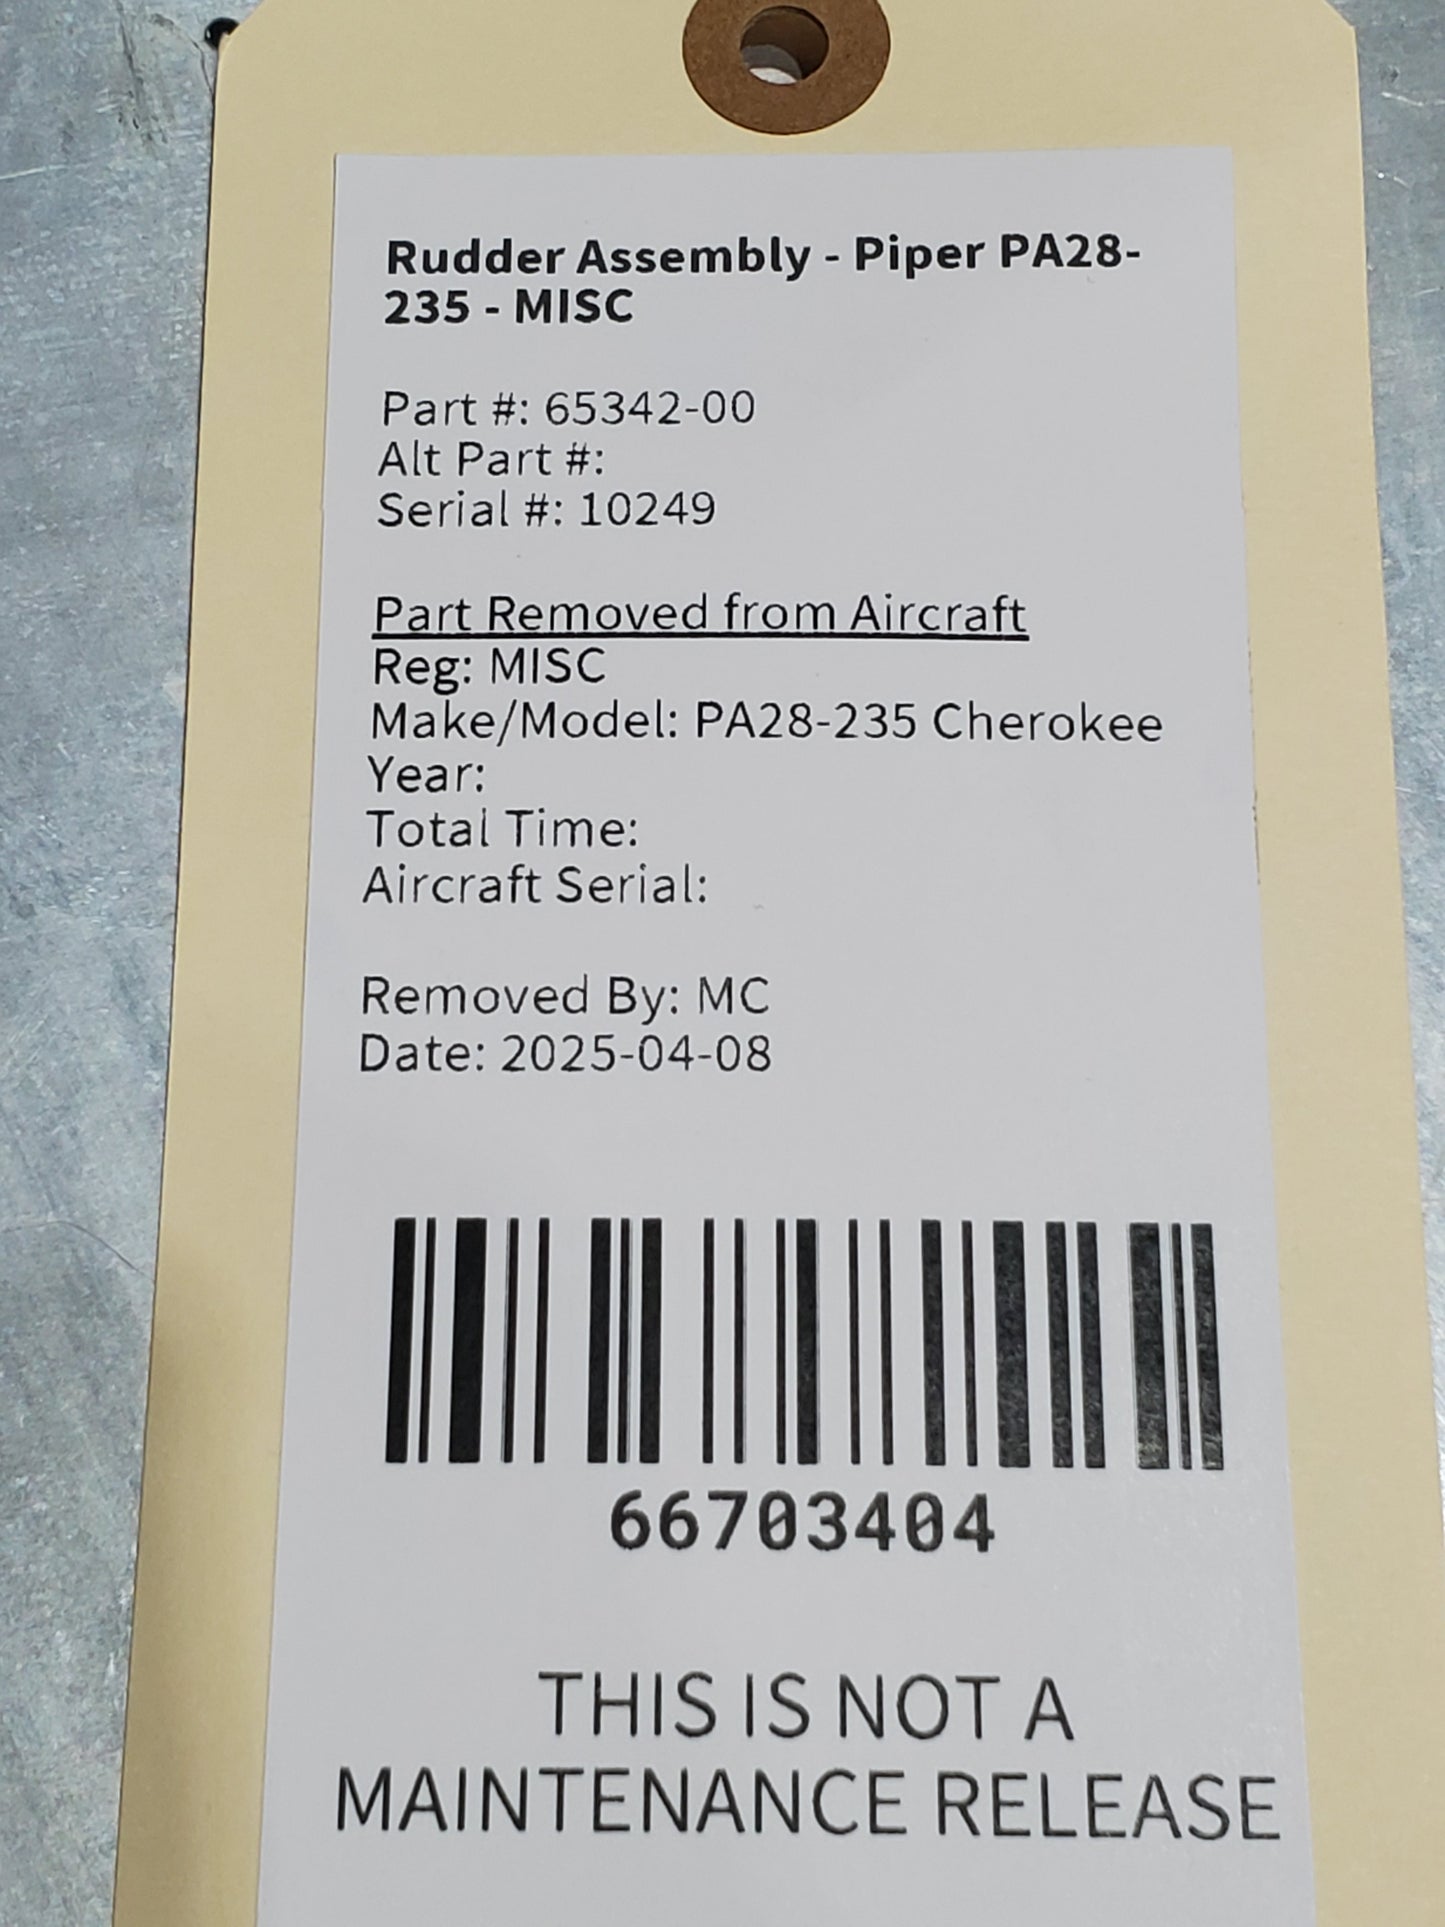 Rudder Assembly - Piper PA28-
235 - MISC
Part #: 65342-00
Alt Part #:
Serial #: 10249
Part Removed from Aircraft
Reg: MISC
Make/Model: PA28-235 Cherokee
Year:
Total Time:
Aircraft Serial:
Removed By: MC
Date: 2025-04-08
66703404
THIS IS NOT A
MAINTENANCE RELEASE